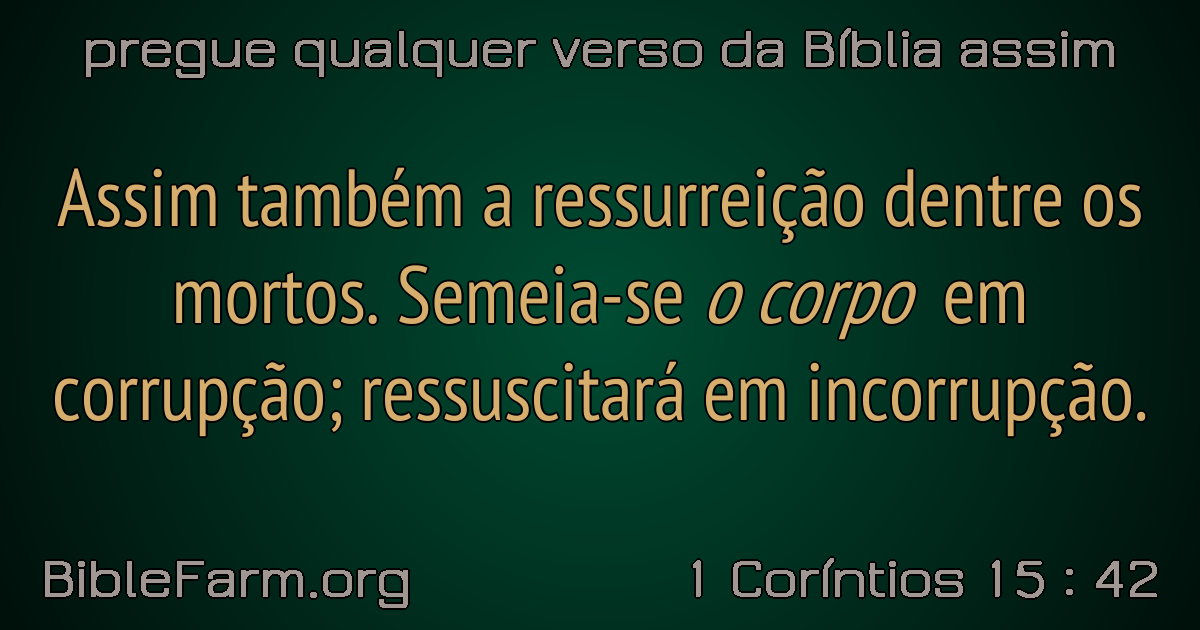 pregue qualquer verso da Bíblia assim
Assim também a ressurreição dentre os
mortos. Semeia-se o corpo em
corrupção; ressuscitará em incorrupção.
BibleFarm.org
1 Coríntios 15 : 42